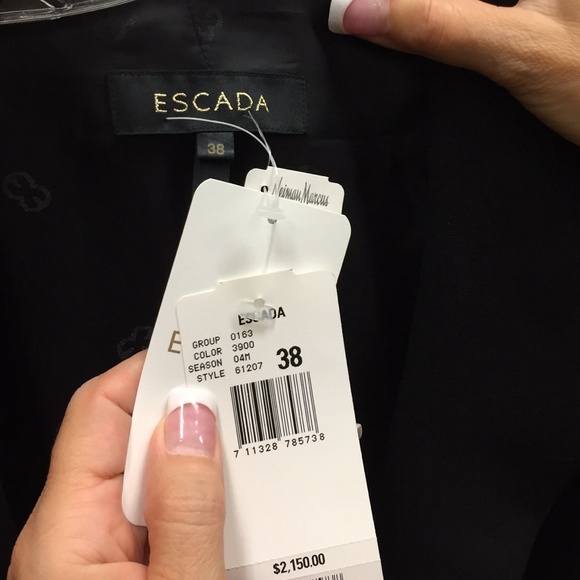 ESCADA
38
Neiman Marcus
E
ESCADA
GROUP 0163
COLOR 3900
SEASON 04M
STYLE 61207
38
7 11328 785738
$2,150.00